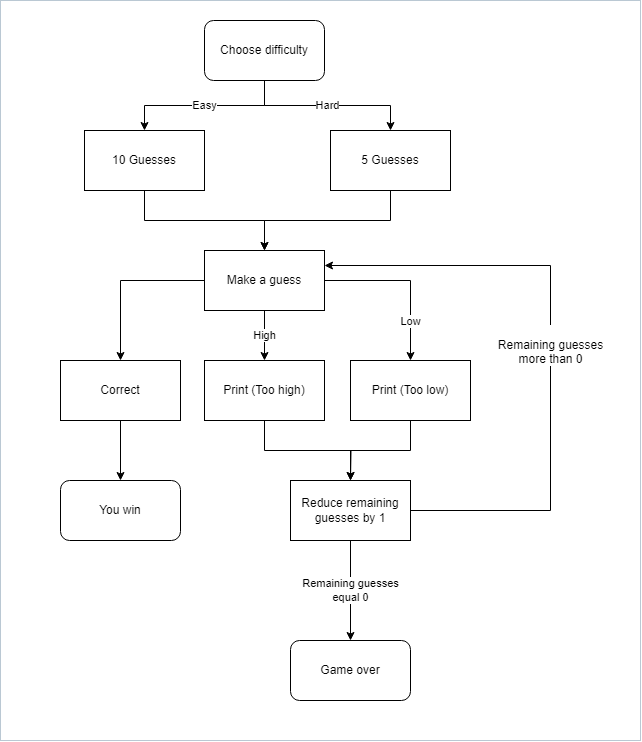 Choose difficulty
Easy
Hard
10 Guesses
5 Guesses
Make a guess
High
Low
Remaining guesses
more than 0
Correct
Print (Too high)
Print (Too low)
You win
Reduce remaining
guesses by 1
Remaining guesses
equal 0
Game over